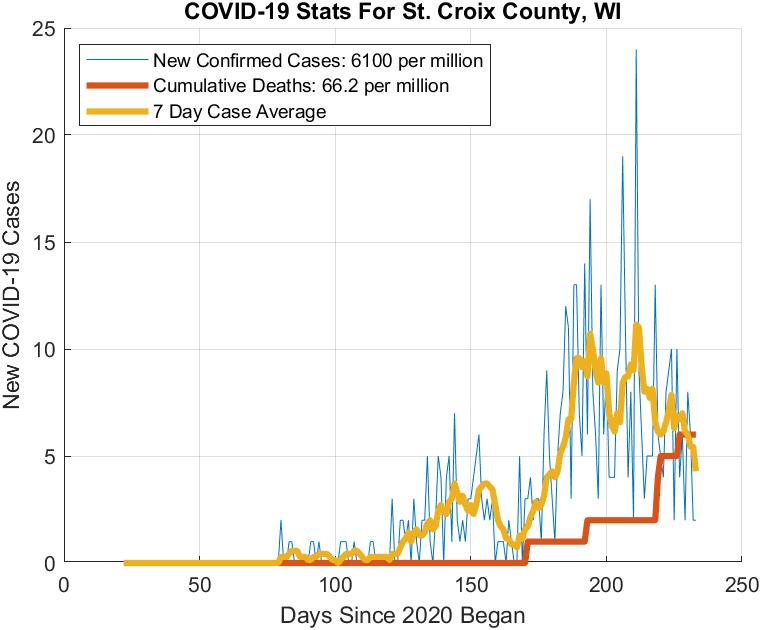 COVID-19 Stats For St. Croix County, WI
New Confirmed Cases: 6100 per million
Cumulative Deaths: 66.2 per million
7 Day Case Average
New COVID-19 Cases
25
20
15
10
5
0
0 50 100 150 200 250
Days Since 2020 Began